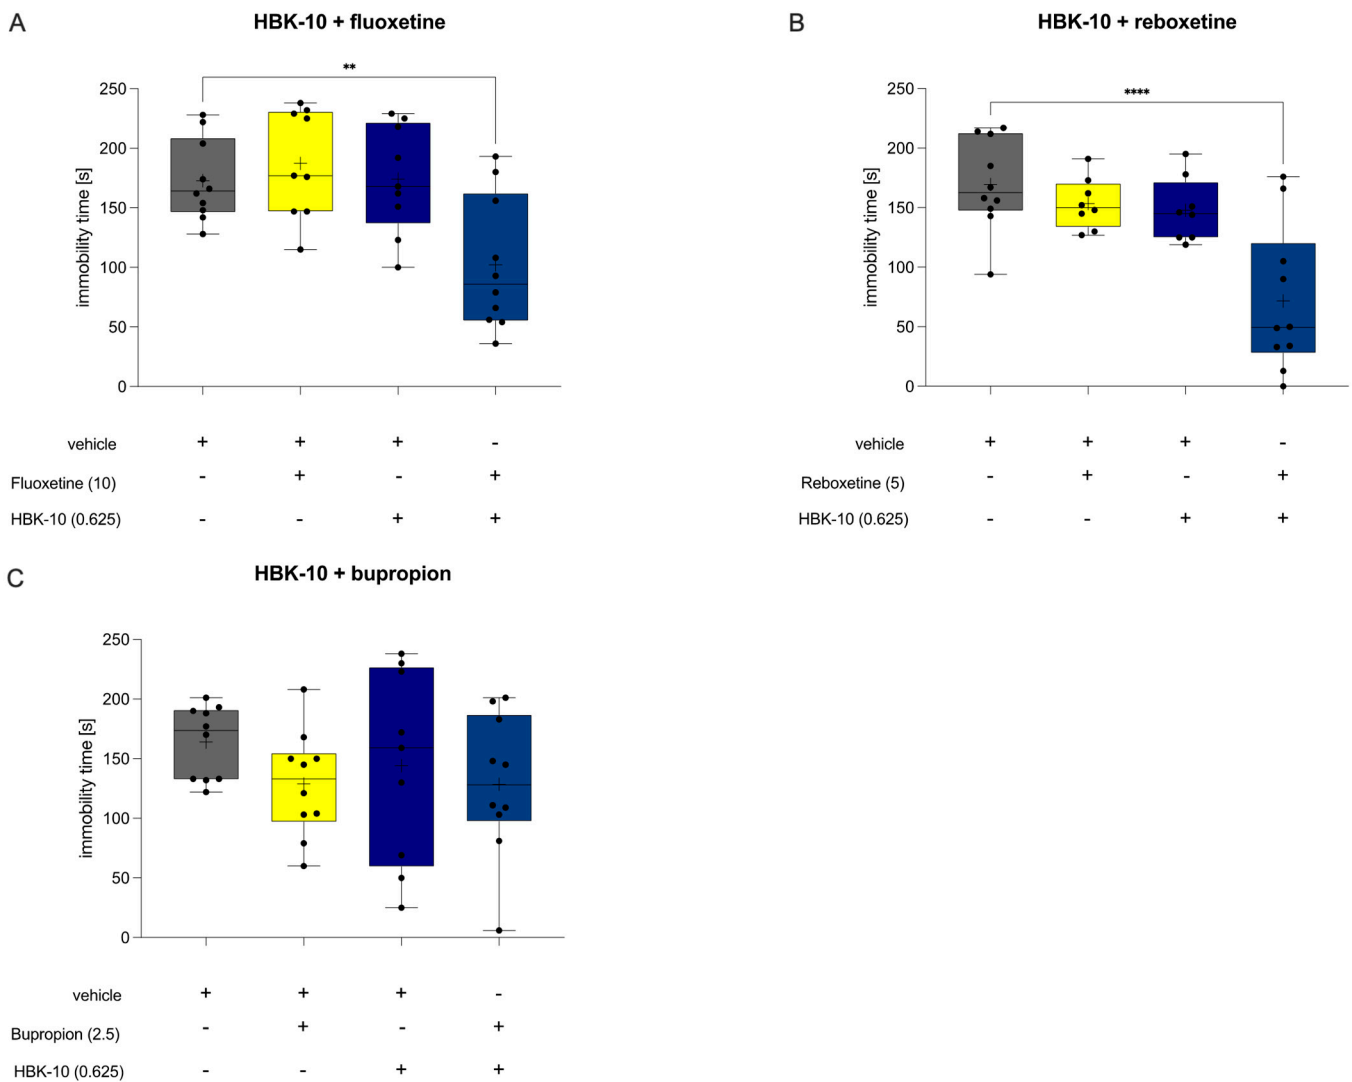 A
HBK-10 + fluoxetine
**
250
200
150
100
50
0
immobility time [s]
vehicle + + + -
Fluoxetine (10) - + - +
HBK-10 (0.625) - - + +
B
HBK-10 + reboxetine
****
250
200
150
100
50
0
immobility time [s]
vehicle + + + -
Reboxetine (5) - + - +
HBK-10 (0.625) - - + +
C
HBK-10 + bupropion
250
200
150
100
50
0
immobility time [s]
vehicle + + + -
Bupropion (2.5) - + - +
HBK-10 (0.625) - - + +